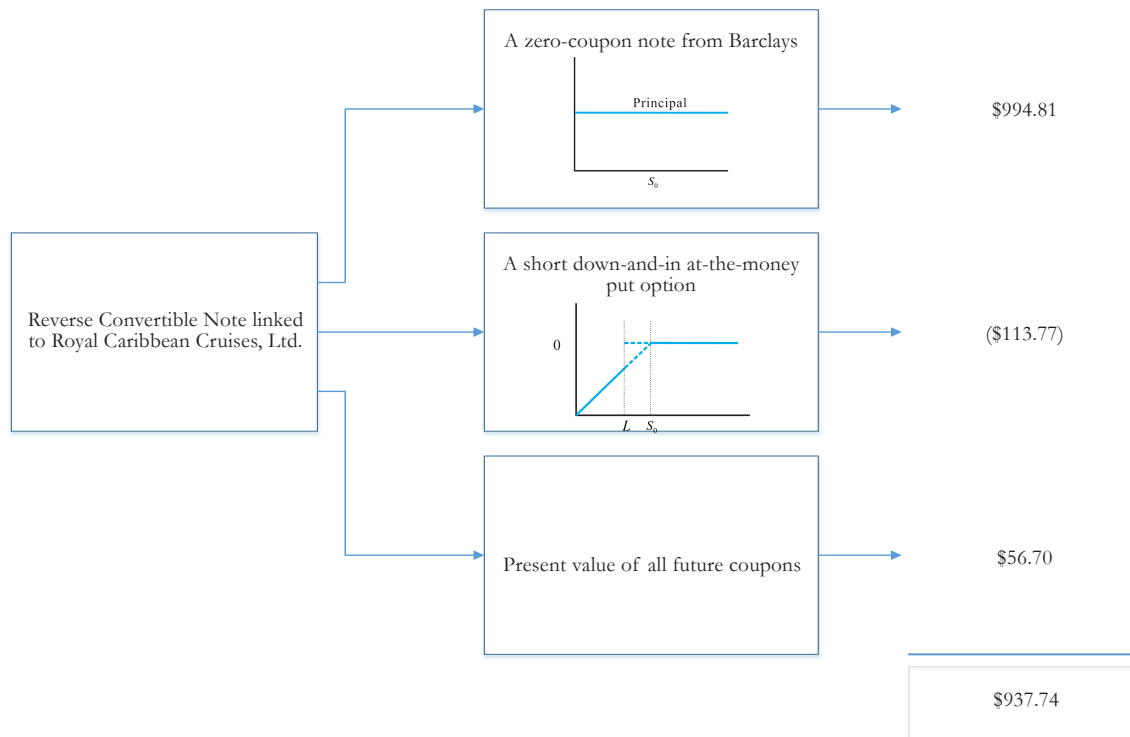 A zero-coupon note from Barclays
Principal
S₀
$994.81
Reverse Convertible Note linked
to Royal Caribbean Cruises, Ltd.
A short down-and-in at-the-money
put option
0
L S₀
($113.77)
Present value of all future coupons
$56.70
$937.74